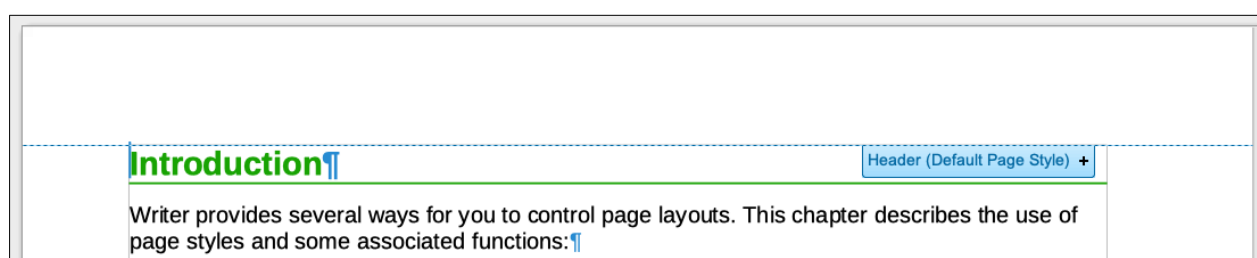 Introduction¶
Header (Default Page Style) +
Writer provides several ways for you to control page layouts. This chapter describes the use of
page styles and some associated functions:¶